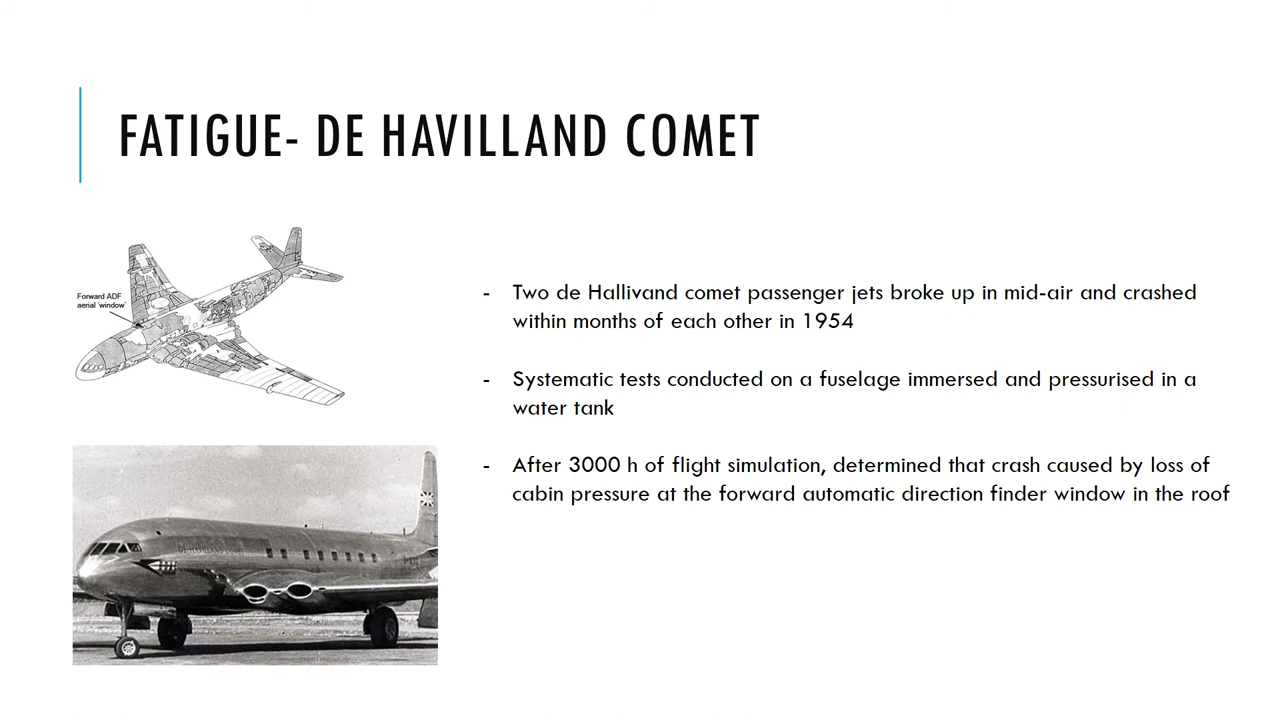 FATIGUE- DE HAVILLAND COMET
Forward ADF
aerial 'window'
- Two de Hallivand comet passenger jets broke up in mid-air and crashed
within months of each other in 1954
- Systematic tests conducted on a fuselage immersed and pressurised in a
water tank
- After 3000 h of flight simulation, determined that crash caused by loss of
cabin pressure at the forward automatic direction finder window in the roof